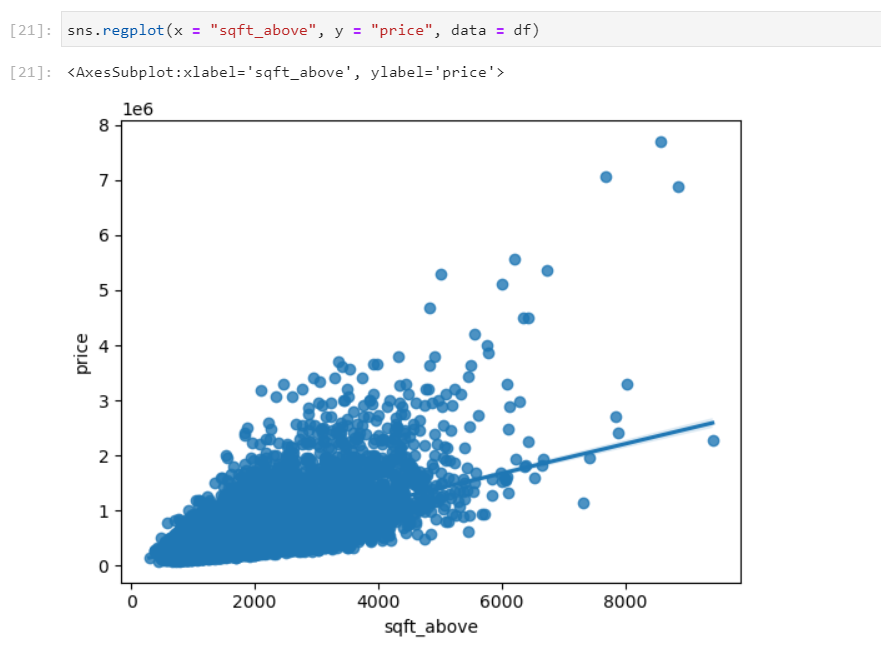 [21]: sns.regplot(x = "sqft_above", y = "price", data = df)
[21]: <AxesSubplot:xlabel='sqft_above', ylabel='price'>
1e6
8
7
6
5
4
3
2
1
0
price
0 2000 4000 6000 8000
sqft_above